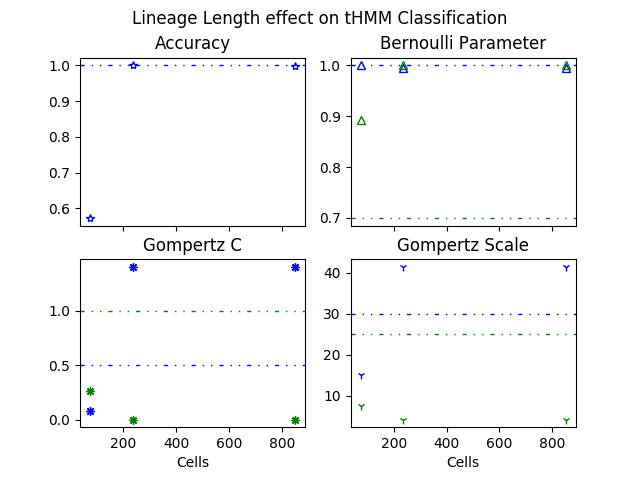 Lineage Length effect on tHMM Classification
Accuracy
Bernoulli Parameter
1.0
0.9
0.8
0.7
0.6
1.0
0.9
0.8
0.7
Gompertz C
Gompertz Scale
1.0
0.5
0.0
40
30
20
10
200 400 600 800
200 400 600 800
Cells
Cells